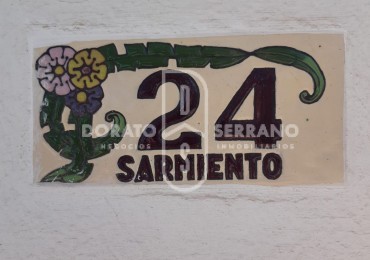 24
D
DORATO SERRANO
NEGOCIOS INMOBILIARIOS
S
SARMIENTO